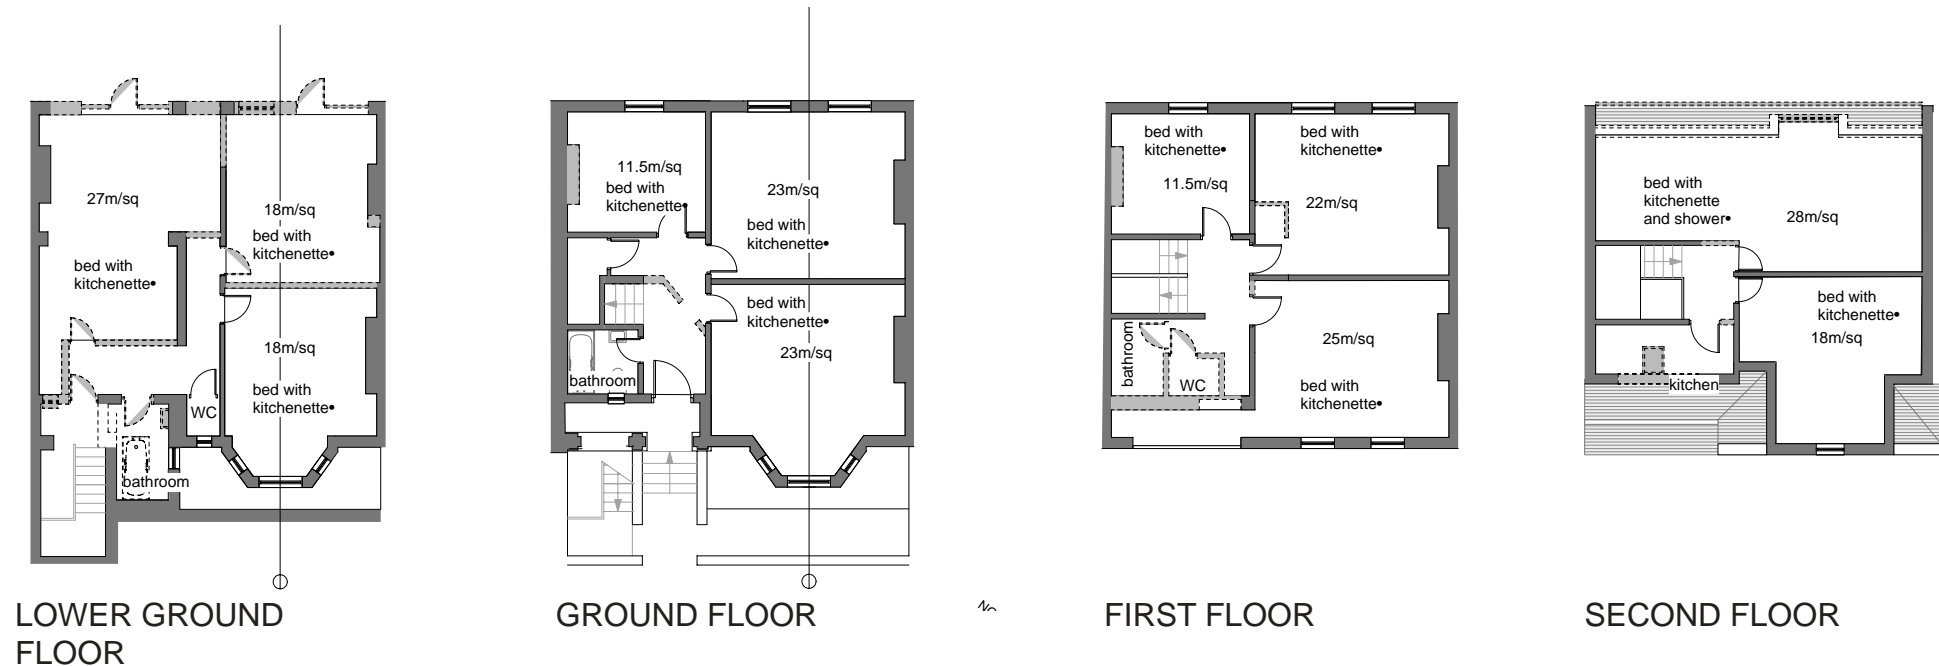 27m/sq
bed with
kitchenette•
18m/sq
bed with
kitchenette•
18m/sq
bed with
kitchenette•
WC
bathroom
LOWER GROUND
FLOOR
11.5m/sq
bed with
kitchenette•
23m/sq
bed with
kitchenette•
bed with
kitchenette•
23m/sq
bathroom
GROUND FLOOR
bed with
kitchenette•
11.5m/sq
bed with
kitchenette•
22m/sq
25m/sq
bed with
kitchenette•
bathroom
WC
FIRST FLOOR
bed with
kitchenette
and shower•
28m/sq
bed with
kitchenette•
18m/sq
kitchen
SECOND FLOOR